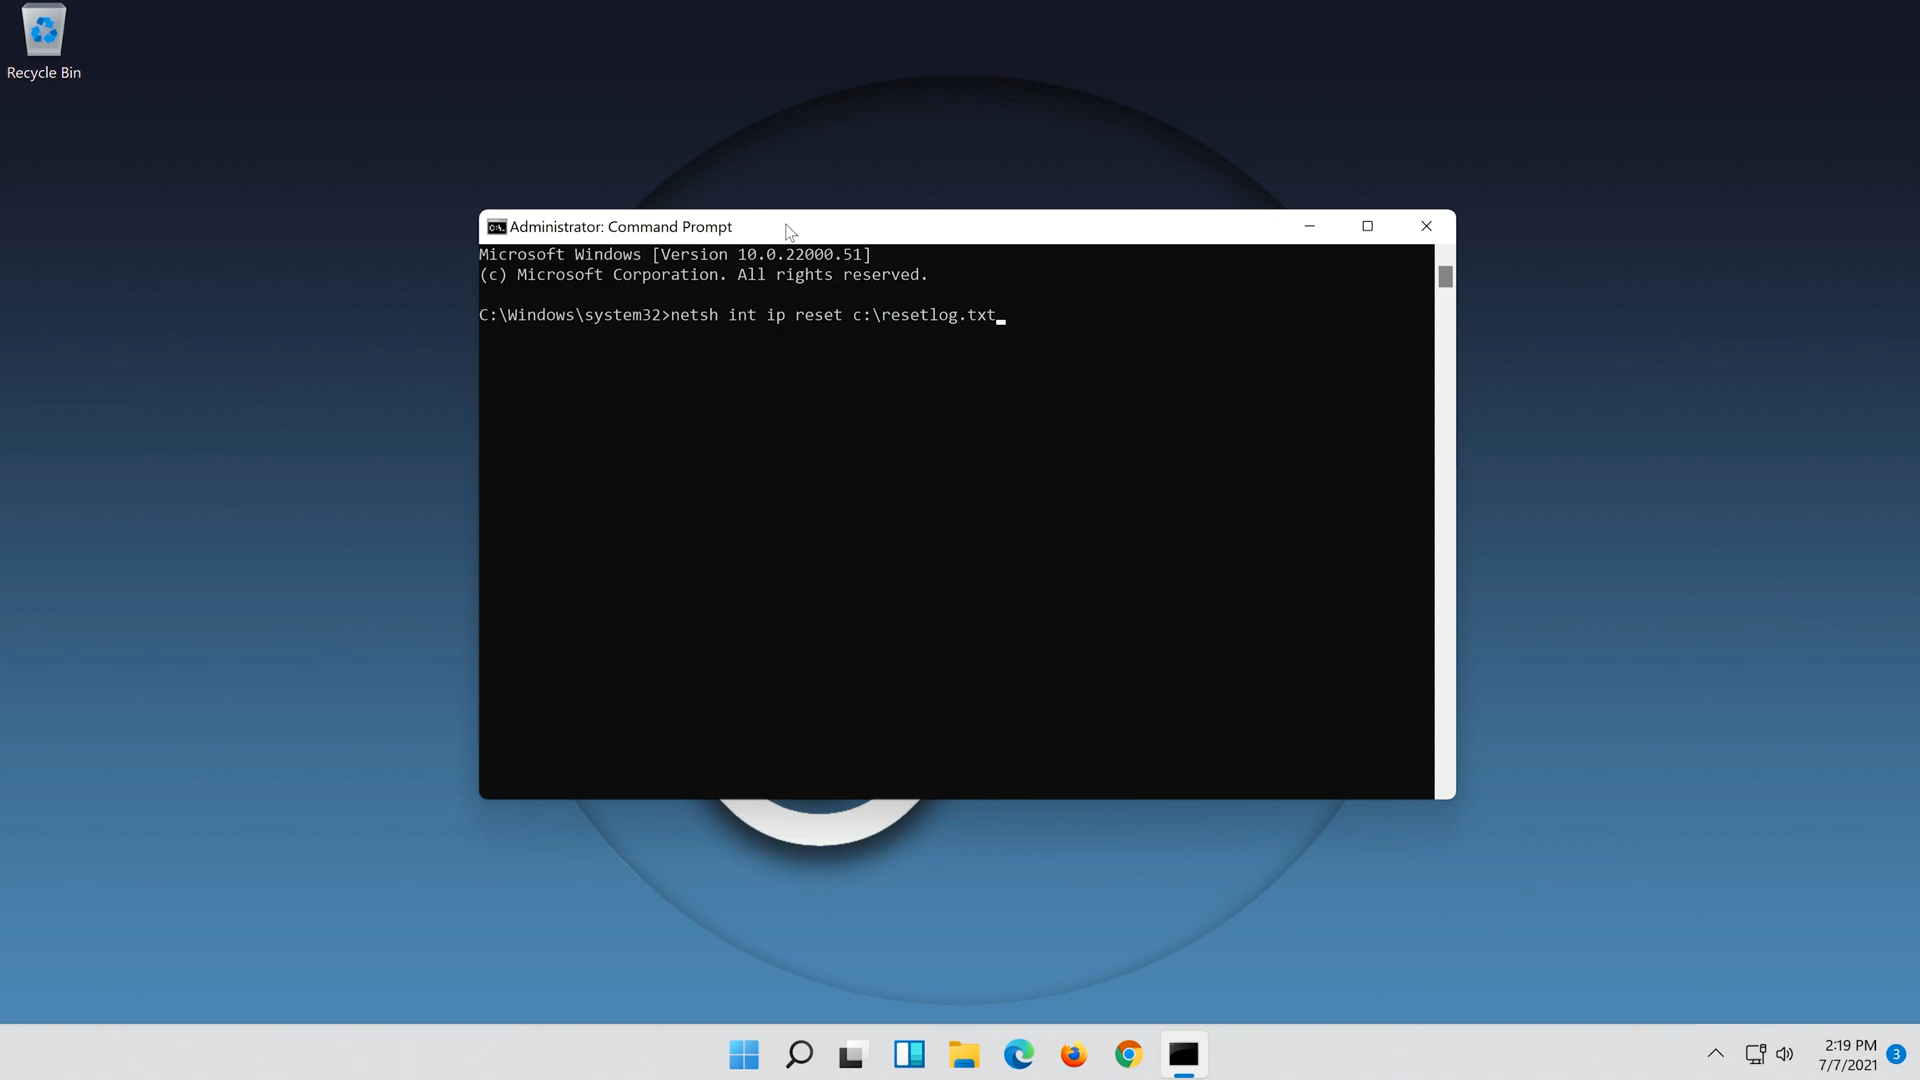 Recycle Bin
Administrator: Command Prompt
Microsoft Windows [Version 10.0.22000.51]
(c) Microsoft Corporation. All rights reserved.
C:\Windows\system32>netsh int ip reset c:\resetlog.txt
2:19 PM
7/7/2021
3